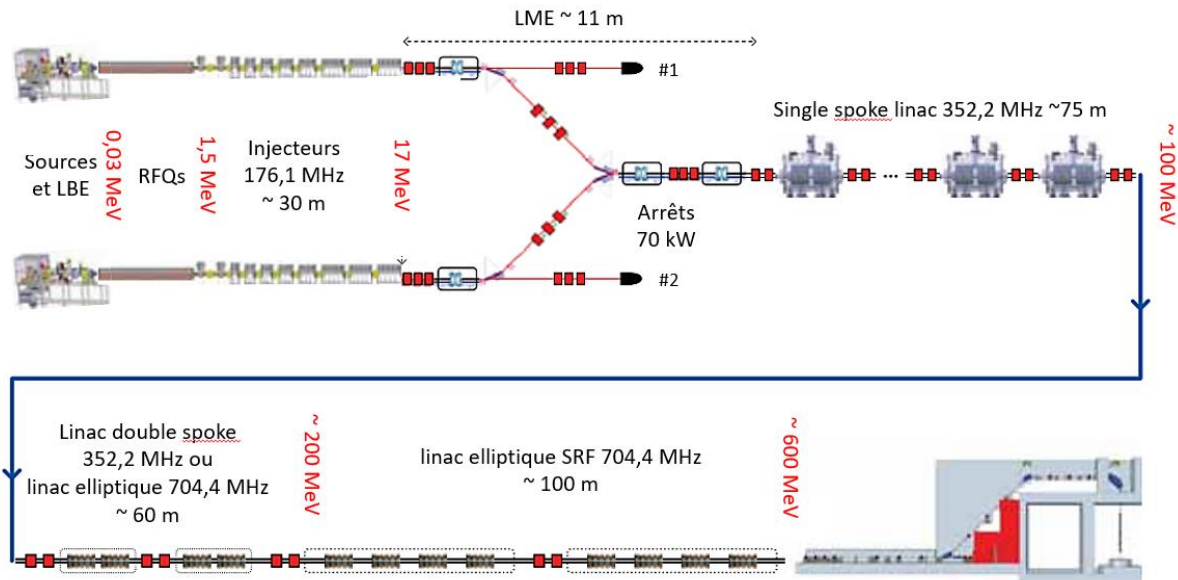 LME ~ 11 m
#1
Single spoke linac 352,2 MHz ~75 m
Sources
et LBE
0,03 MeV
RFQs
1,5 MeV
Injecteurs
176,1 MHz
~ 30 m
17 MeV
Arrêts
70 kW
~ 100 MeV
#2
Linac double spoke
352,2 MHz ou
linac elliptique 704,4 MHz
~ 60 m
~ 200 MeV
linac elliptique SRF 704,4 MHz
~ 100 m
~ 600 MeV